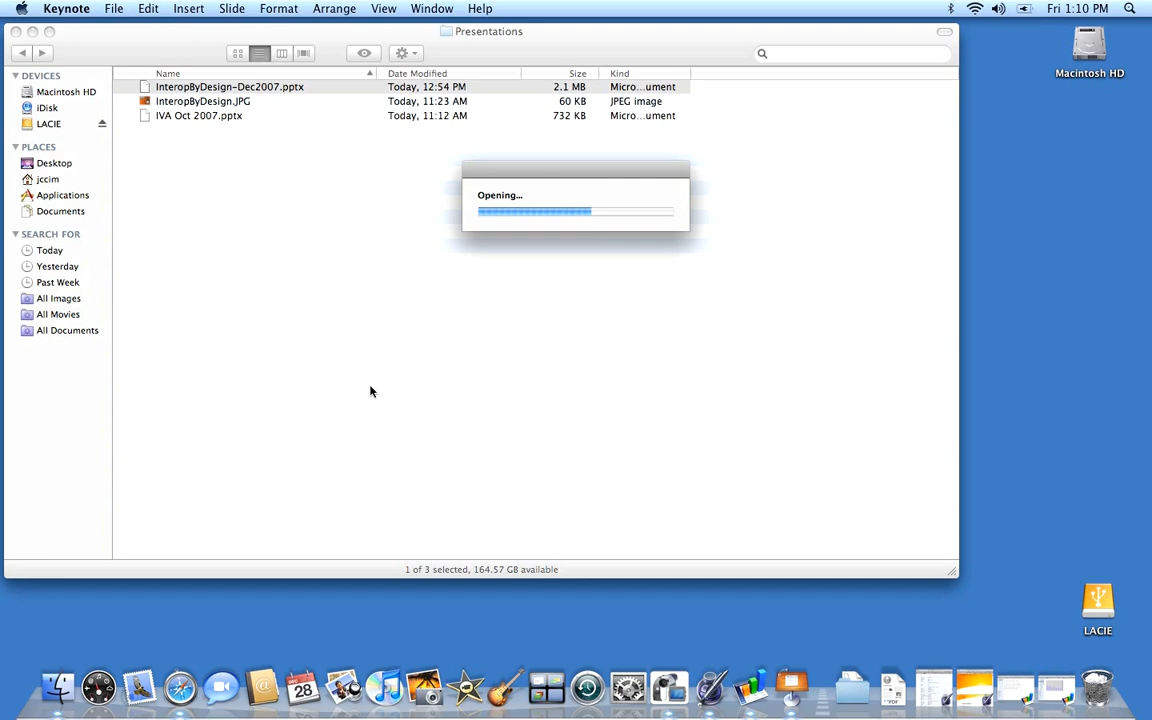 Keynote File Edit Insert Slide Format Arrange View Window Help Fri 1:10 PM
Presentations
Name Date Modified Size Kind
InteropByDesign-Dec2007.pptx Today, 12:54 PM 2.1 MB Micro...ument
InteropByDesign.JPG Today, 11:23 AM 60 KB JPEG image
IVA Oct 2007.pptx Today, 11:12 AM 732 KB Micro...ument
DEVICES
Macintosh HD
iDisk
LACIE
PLACES
Desktop
jccim
Applications
Documents
SEARCH FOR
Today
Yesterday
Past Week
All Images
All Movies
All Documents
Opening...
1 of 3 selected, 164.57 GB available
Macintosh HD
LACIE
DEC
28
PDF